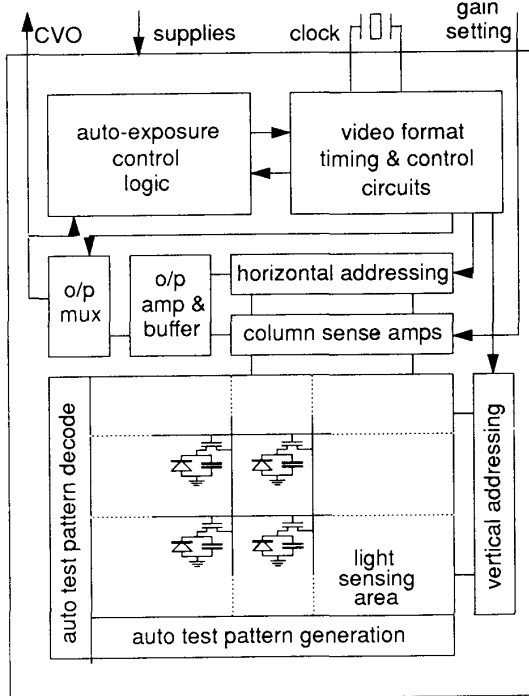 CVO
supplies
clock
gain
setting
auto-exposure
control
logic
video format
timing & control
circuits
o/p
mux
o/p
amp &
buffer
horizontal addressing
column sense amps
auto test pattern decode
vertical addressing
light
sensing
area
auto test pattern generation